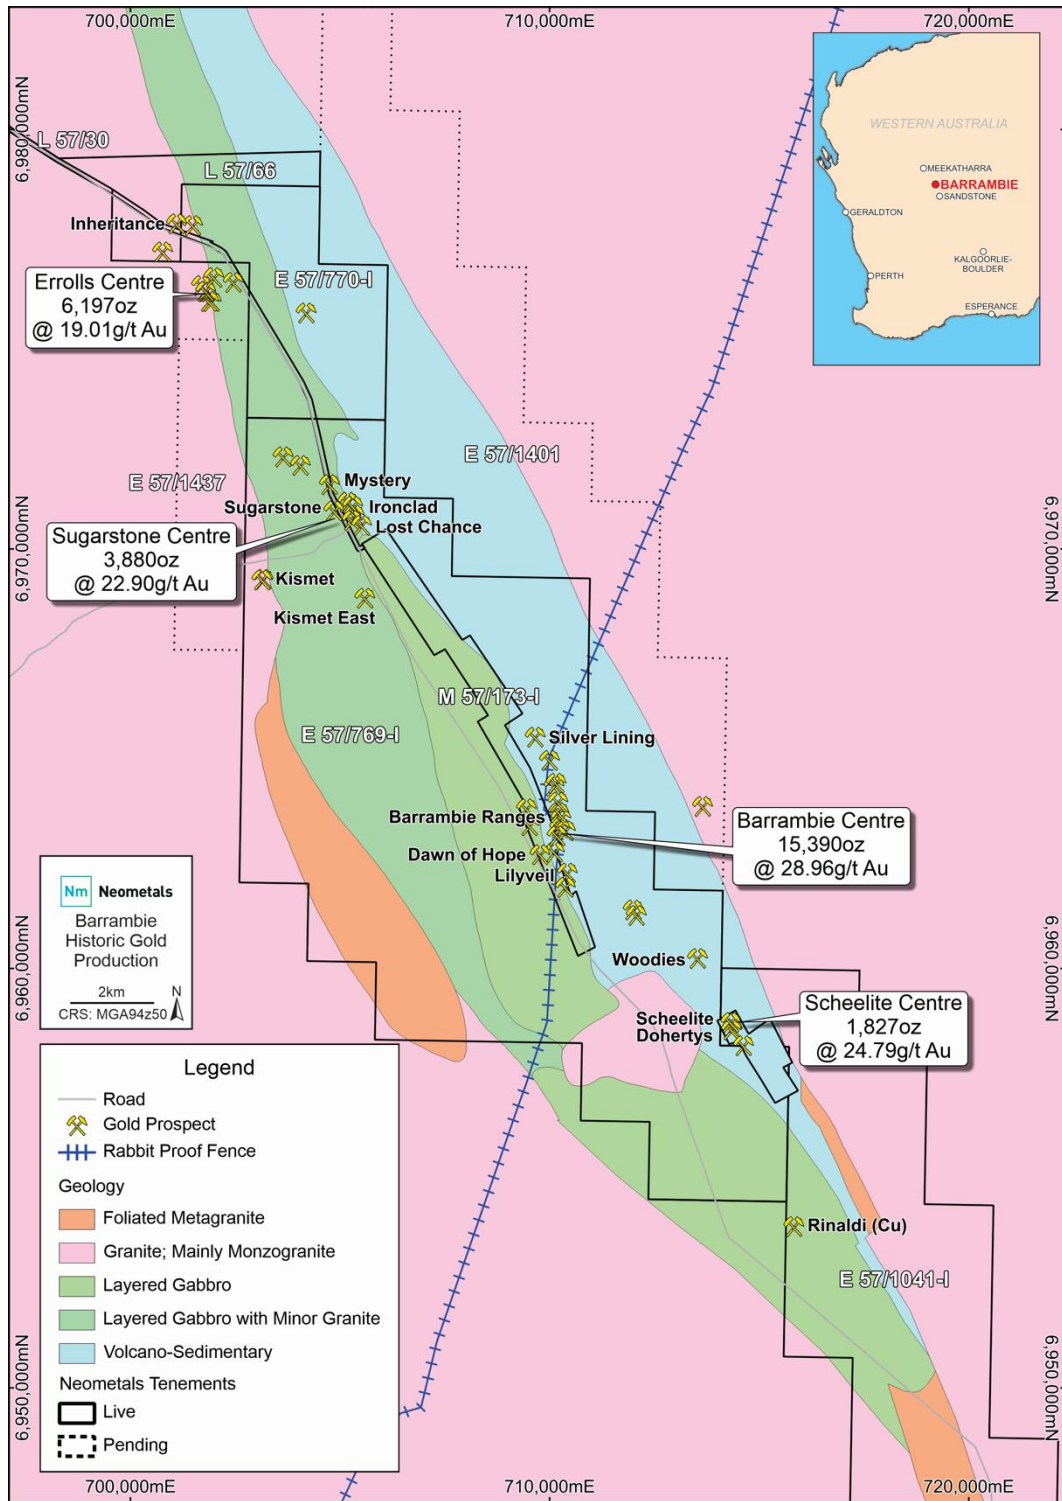 700,000mE
710,000mE
720,000mE
6,980,000mN
L 57/30
L 57/66
Inheritance
Errolls Centre
6,197oz
@ 19.01g/t Au
E 57/770-I
WESTERN AUSTRALIA
MEEKATHARRA
BARRAMBIE
SANDSTONE
GERALDTON
KALGOORLIE-
BOULDER
PERTH
ESPERANCE
E 57/1401
E 57/1437
Mystery
Sugarstone
Ironclad
Lost Chance
6,970,000mN
6,970,000mN
Sugarstone Centre
3,880oz
@ 22.90g/t Au
Kismet
Kismet East
M 57/173-I
E 57/769-I
Silver Lining
Barrambie Ranges
Dawn of Hope
Lilyveil
Barrambie Centre
15,390oz
@ 28.96g/t Au
Woodies
6,960,000mN
6,960,000mN
Scheelite
Dohertys
Scheelite Centre
1,827oz
@ 24.79g/t Au
Rinaldi (Cu)
E 57/1041-I
Nm Neometals
Barrambie
Historic Gold
Production
2km
N
CRS: MGA94z50
Legend
Road
Gold Prospect
Rabbit Proof Fence
Geology
Foliated Metagranite
Granite; Mainly Monzogranite
Layered Gabbro
Layered Gabbro with Minor Granite
Volcano-Sedimentary
Neometals Tenements
Live
Pending
6,950,000mN
6,950,000mN
700,000mE
710,000mE
720,000mE